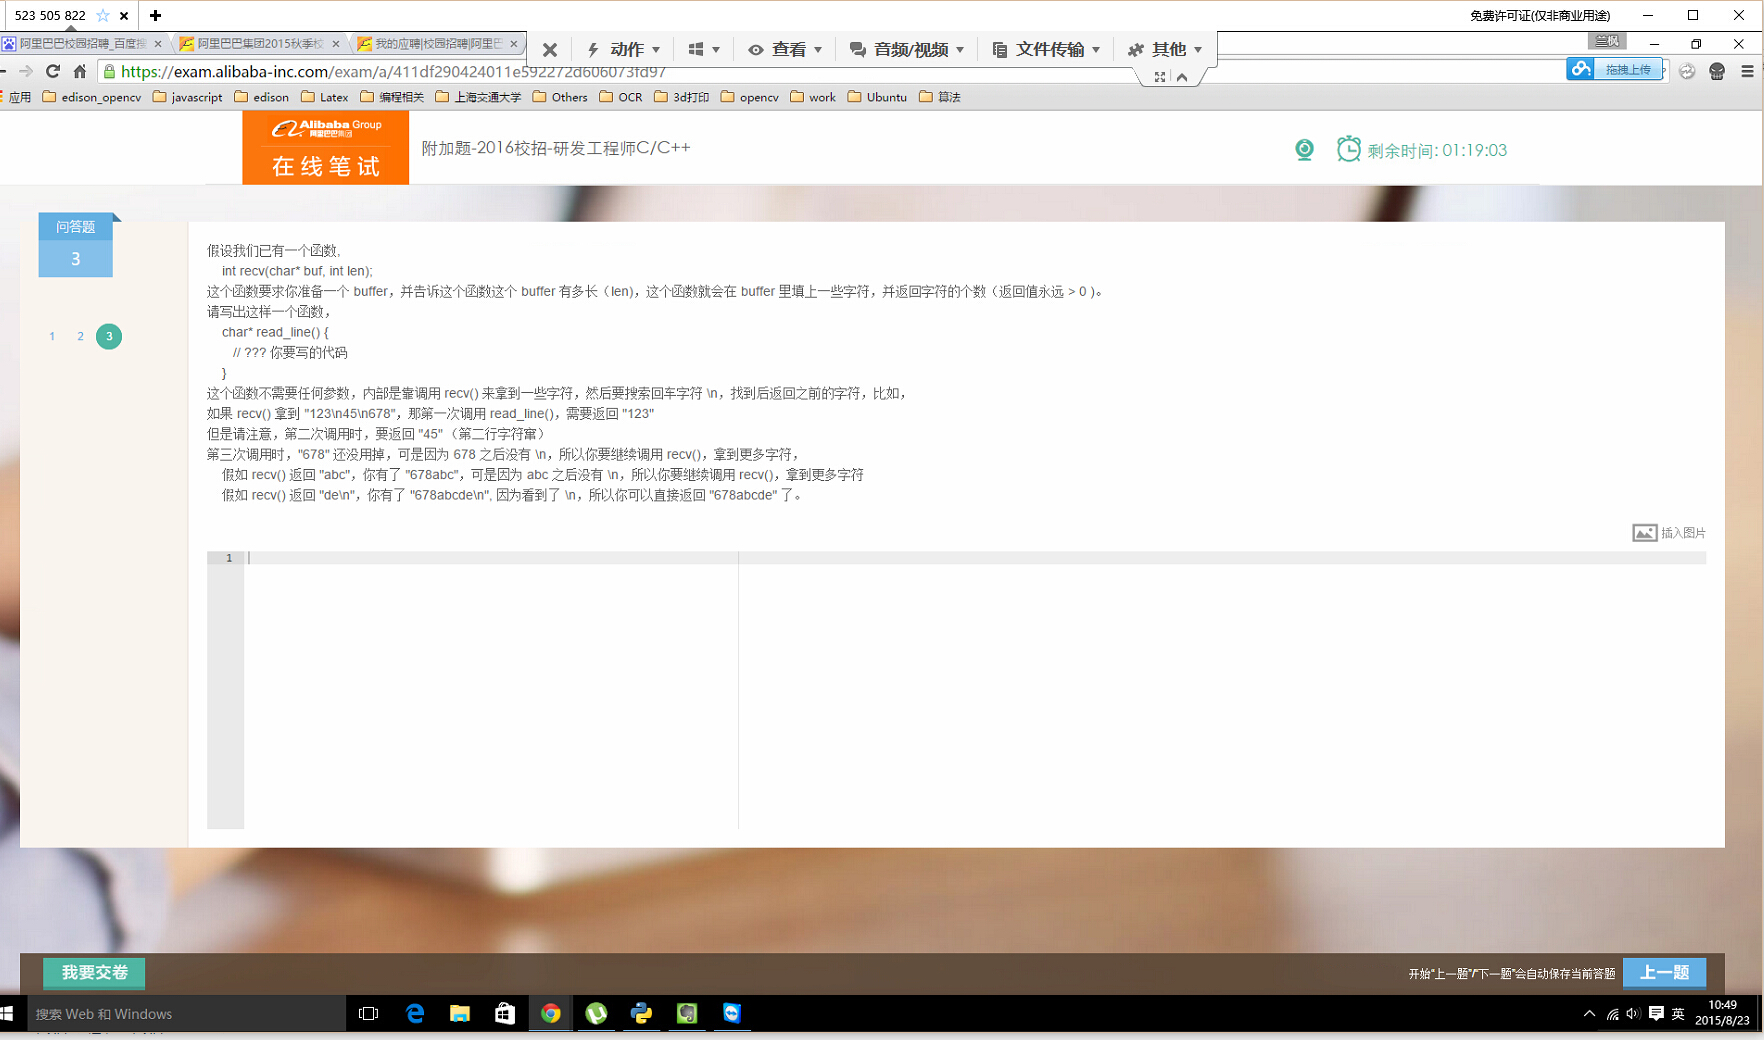 523 505 822
免费许可证(仅非商业用途)
阿里巴巴校园招聘_百度搜
阿里巴巴集团2015秋季校
我的应聘|校园招聘|阿里巴
动作
查看
音频/视频
文件传输
其他
兰枫
https://exam.alibaba-inc.com/exam/a/411df290424011e592272d606073fd97
拖拽上传
应用
edison_opencv
javascript
edison
Latex
编程相关
上海交通大学
Others
OCR
3d打印
opencv
work
Ubuntu
算法
Alibaba Group
阿里巴巴集团
在线笔试
附加题-2016校招-研发工程师C/C++
剩余时间: 01:19:03
问答题
3
1 2 3
假设我们已有一个函数,
int recv(char* buf, int len);
这个函数要求你准备一个 buffer，并告诉这个函数这个 buffer 有多长（len)，这个函数就会在 buffer 里填上一些字符，并返回字符的个数（返回值永远 > 0 )。
请写出这样一个函数，
char* read_line() {
// ??? 你要写的代码
}
这个函数不需要任何参数，内部是靠调用 recv() 来拿到一些字符，然后要搜索回车字符 \n，找到后返回之前的字符，比如，
如果 recv() 拿到 "123\n45\n678"，那第一次调用 read_line()，需要返回 "123"
但是请注意，第二次调用时，要返回 "45"（第二行字符窜）
第三次调用时，"678" 还没用掉，可是因为 678 之后没有 \n，所以你要继续调用 recv()，拿到更多字符，
假如 recv() 返回 "abc"，你有了 "678abc"，可是因为 abc 之后没有 \n，所以你要继续调用 recv()，拿到更多字符
假如 recv() 返回 "de\n"，你有了 "678abcde\n", 因为看到了 \n，所以你可以直接返回 "678abcde" 了。
插入图片
1
我要交卷
开始“上一题”/“下一题”会自动保存当前答题
上一题
搜索 Web 和 Windows
英
10:49
2015/8/23